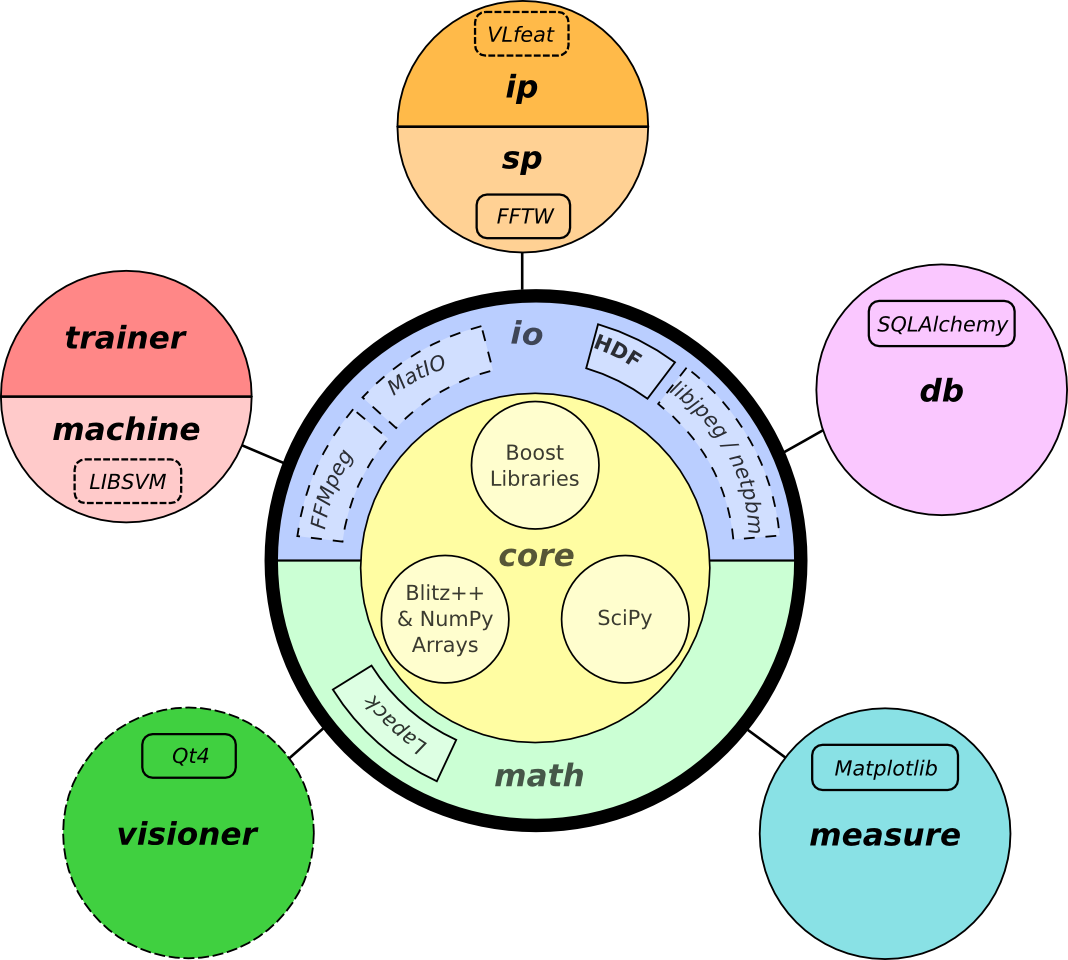 VLfeat
ip
sp
FFTW
trainer
machine
LIBSVM
SQLAlchemy
db
io
MatIO
FFMpeg
HDF
libjpeg / netpbm
Boost
Libraries
core
Blitz++
& NumPy
Arrays
SciPy
Lapack
math
Qt4
visioner
Matplotlib
measure